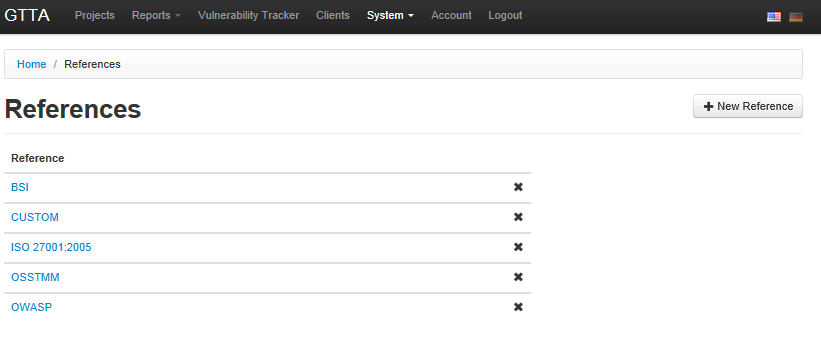 GTTA Projects Reports Vulnerability Tracker Clients System Account Logout
Home / References
References
New Reference
Reference
BSI
CUSTOM
ISO 27001:2005
OSSTMM
OWASP